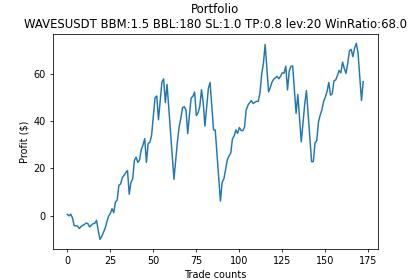 Portfolio
WAVESUSDT BBM:1.5 BBL:180 SL:1.0 TP:0.8 lev:20 WinRatio:68.0
Profit ($)
60
40
20
0
0 25 50 75 100 125 150 175
Trade counts